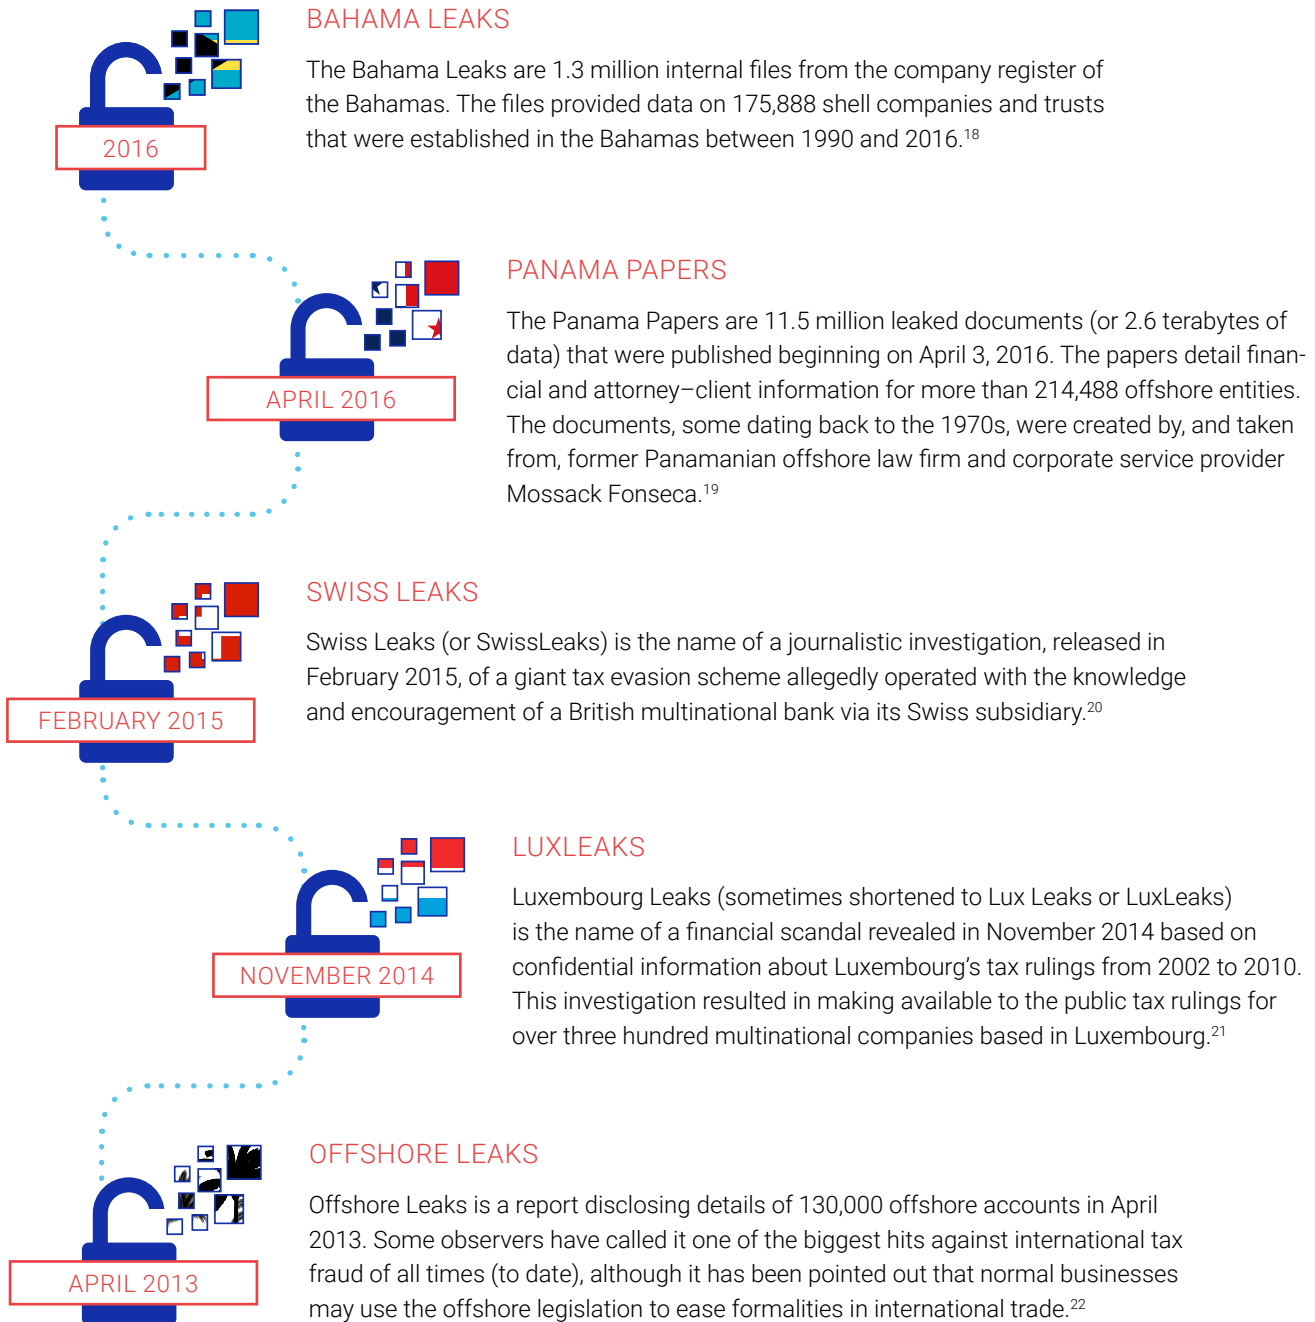 BAHAMA LEAKS
The Bahama Leaks are 1.3 million internal files from the company register of
the Bahamas. The files provided data on 175,888 shell companies and trusts
that were established in the Bahamas between 1990 and 2016.18
2016
PANAMA PAPERS
The Panama Papers are 11.5 million leaked documents (or 2.6 terabytes of
data) that were published beginning on April 3, 2016. The papers detail finan-
cial and attorney–client information for more than 214,488 offshore entities.
The documents, some dating back to the 1970s, were created by, and taken
from, former Panamanian offshore law firm and corporate service provider
Mossack Fonseca.19
APRIL 2016
SWISS LEAKS
Swiss Leaks (or SwissLeaks) is the name of a journalistic investigation, released in
February 2015, of a giant tax evasion scheme allegedly operated with the knowledge
and encouragement of a British multinational bank via its Swiss subsidiary.20
FEBRUARY 2015
LUXLEAKS
Luxembourg Leaks (sometimes shortened to Lux Leaks or LuxLeaks)
is the name of a financial scandal revealed in November 2014 based on
confidential information about Luxembourg’s tax rulings from 2002 to 2010.
This investigation resulted in making available to the public tax rulings for
over three hundred multinational companies based in Luxembourg.21
NOVEMBER 2014
OFFSHORE LEAKS
Offshore Leaks is a report disclosing details of 130,000 offshore accounts in April
2013. Some observers have called it one of the biggest hits against international tax
fraud of all times (to date), although it has been pointed out that normal businesses
may use the offshore legislation to ease formalities in international trade.22
APRIL 2013